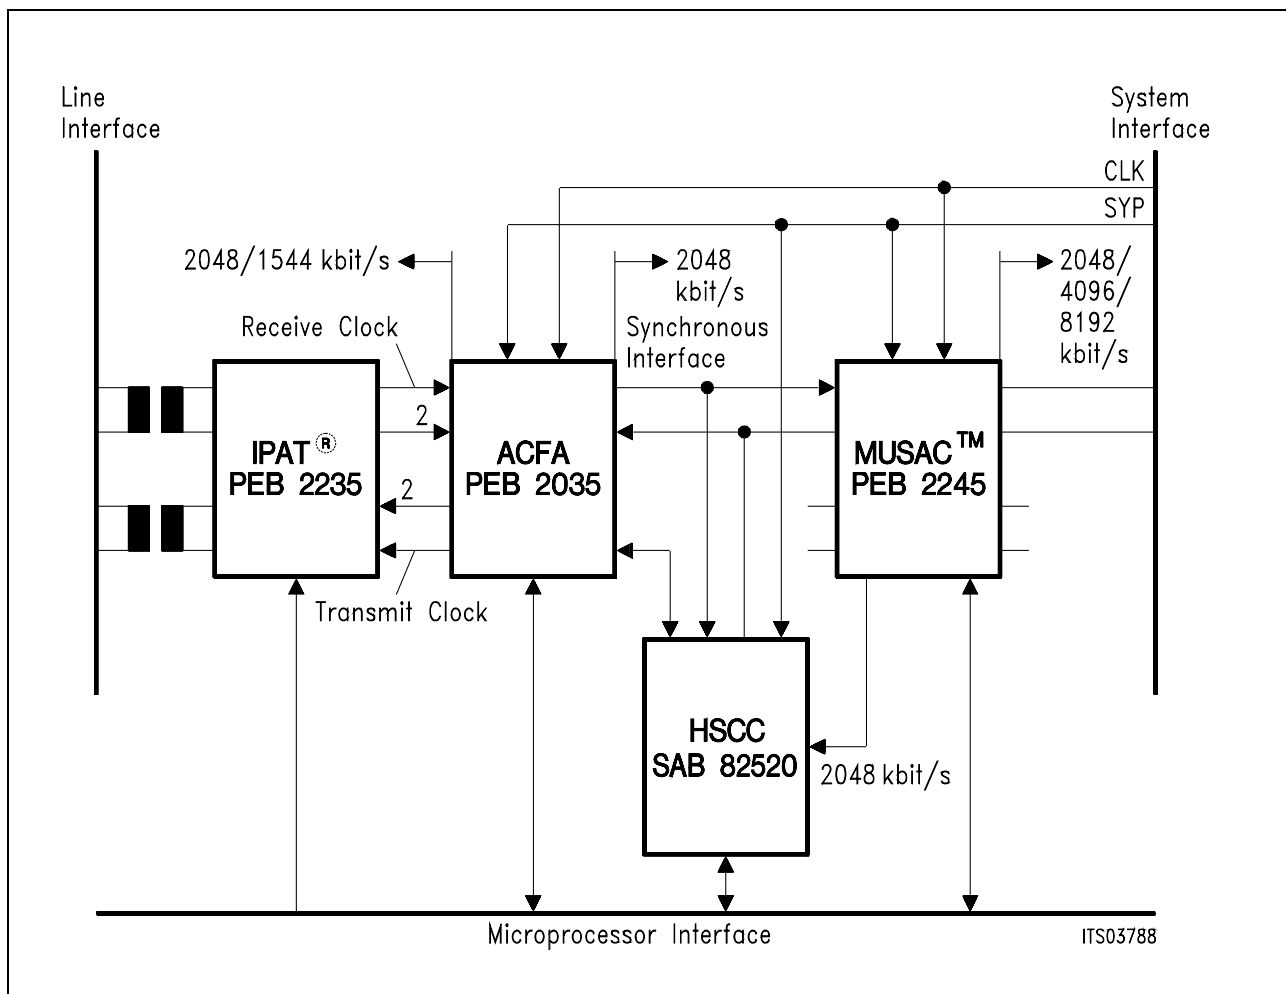 Line
Interface
System
Interface
CLK
SYP
2048/1544 kbit/s
2048
kbit/s
2048/
4096/
8192
kbit/s
Receive Clock
Synchronous
Interface
2
IPAT®
PEB 2235
ACFA
PEB 2035
MUSAC™
PEB 2245
2
Transmit Clock
HSCC
SAB 82520
2048 kbit/s
Microprocessor Interface
ITS03788